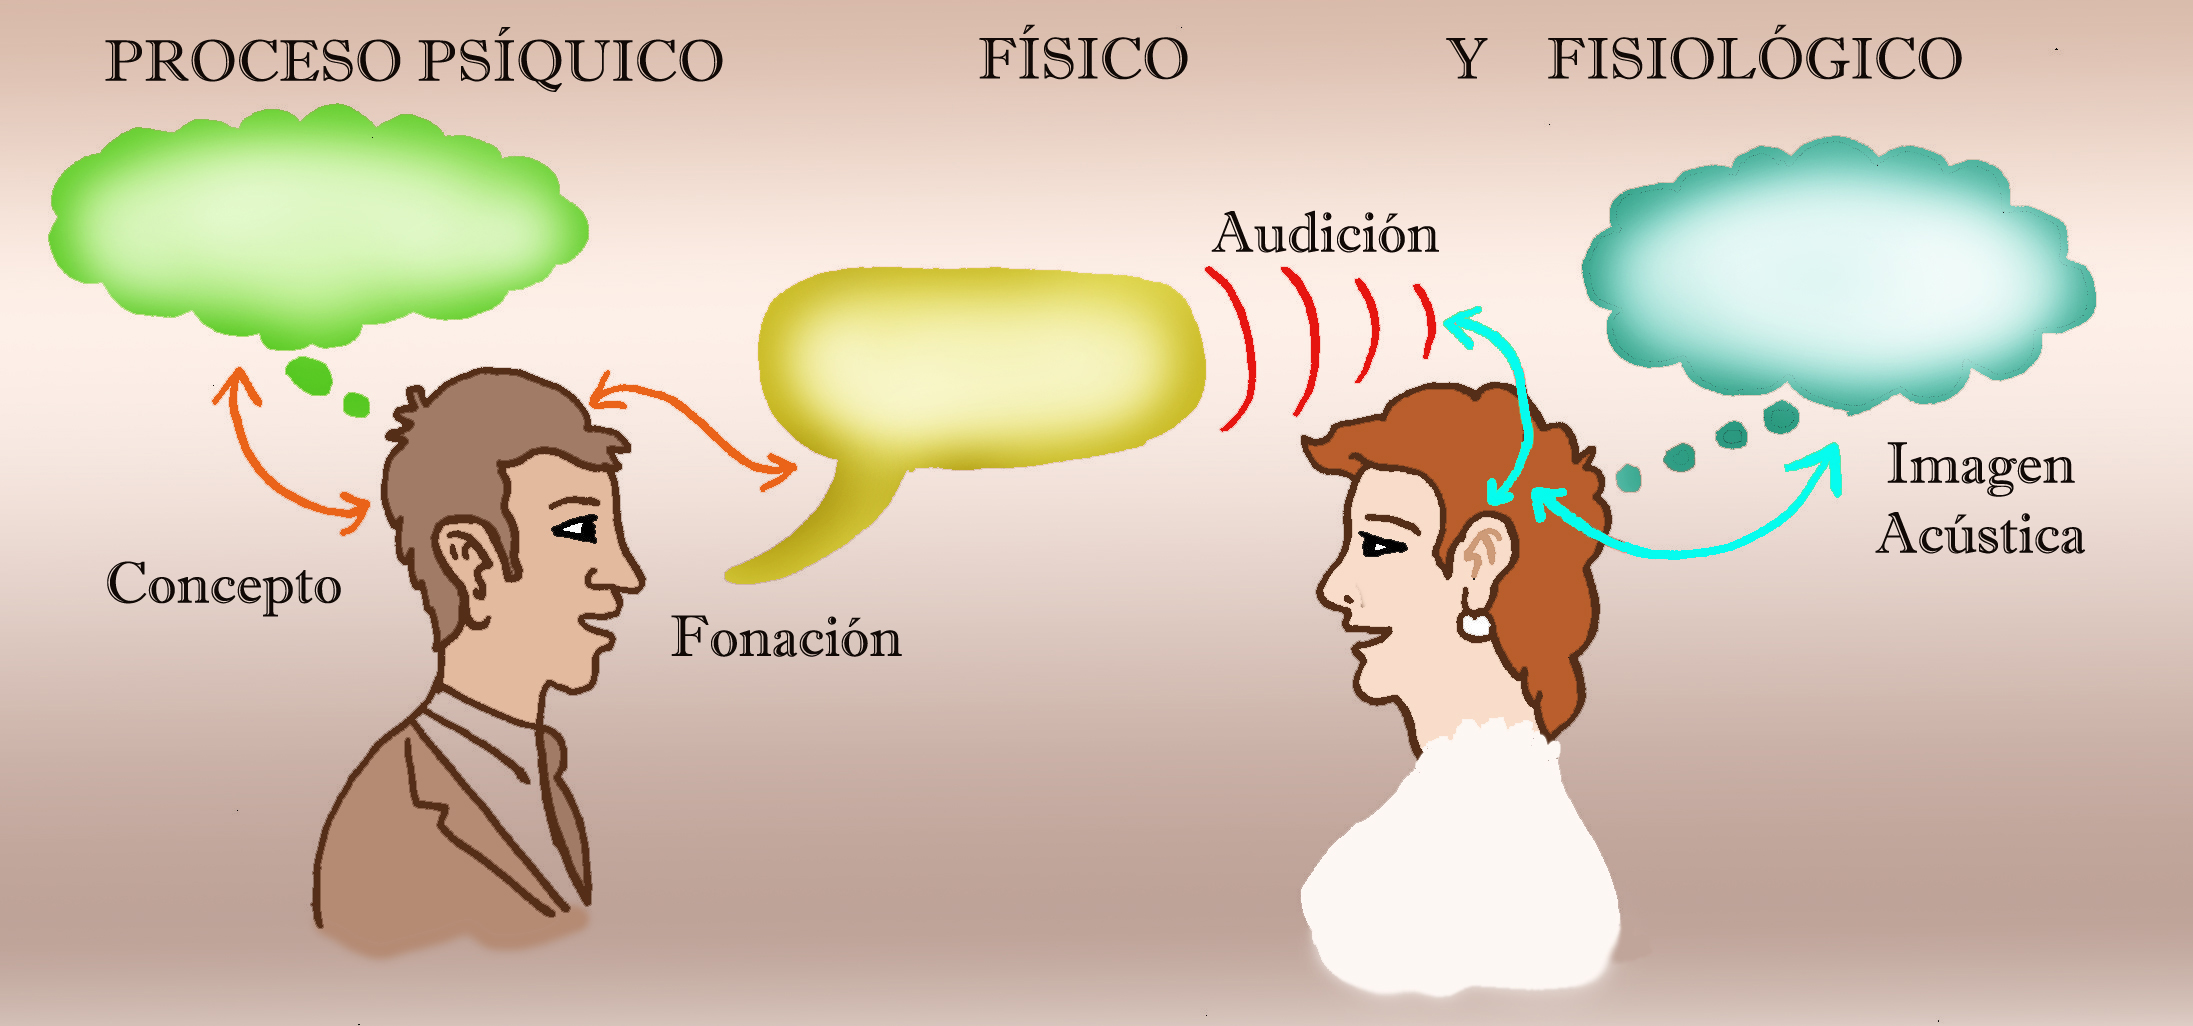 PROCESO PSÍQUICO FÍSICO Y FISIOLÓGICO
Audición
Imagen
Acústica
Concepto
Fonación